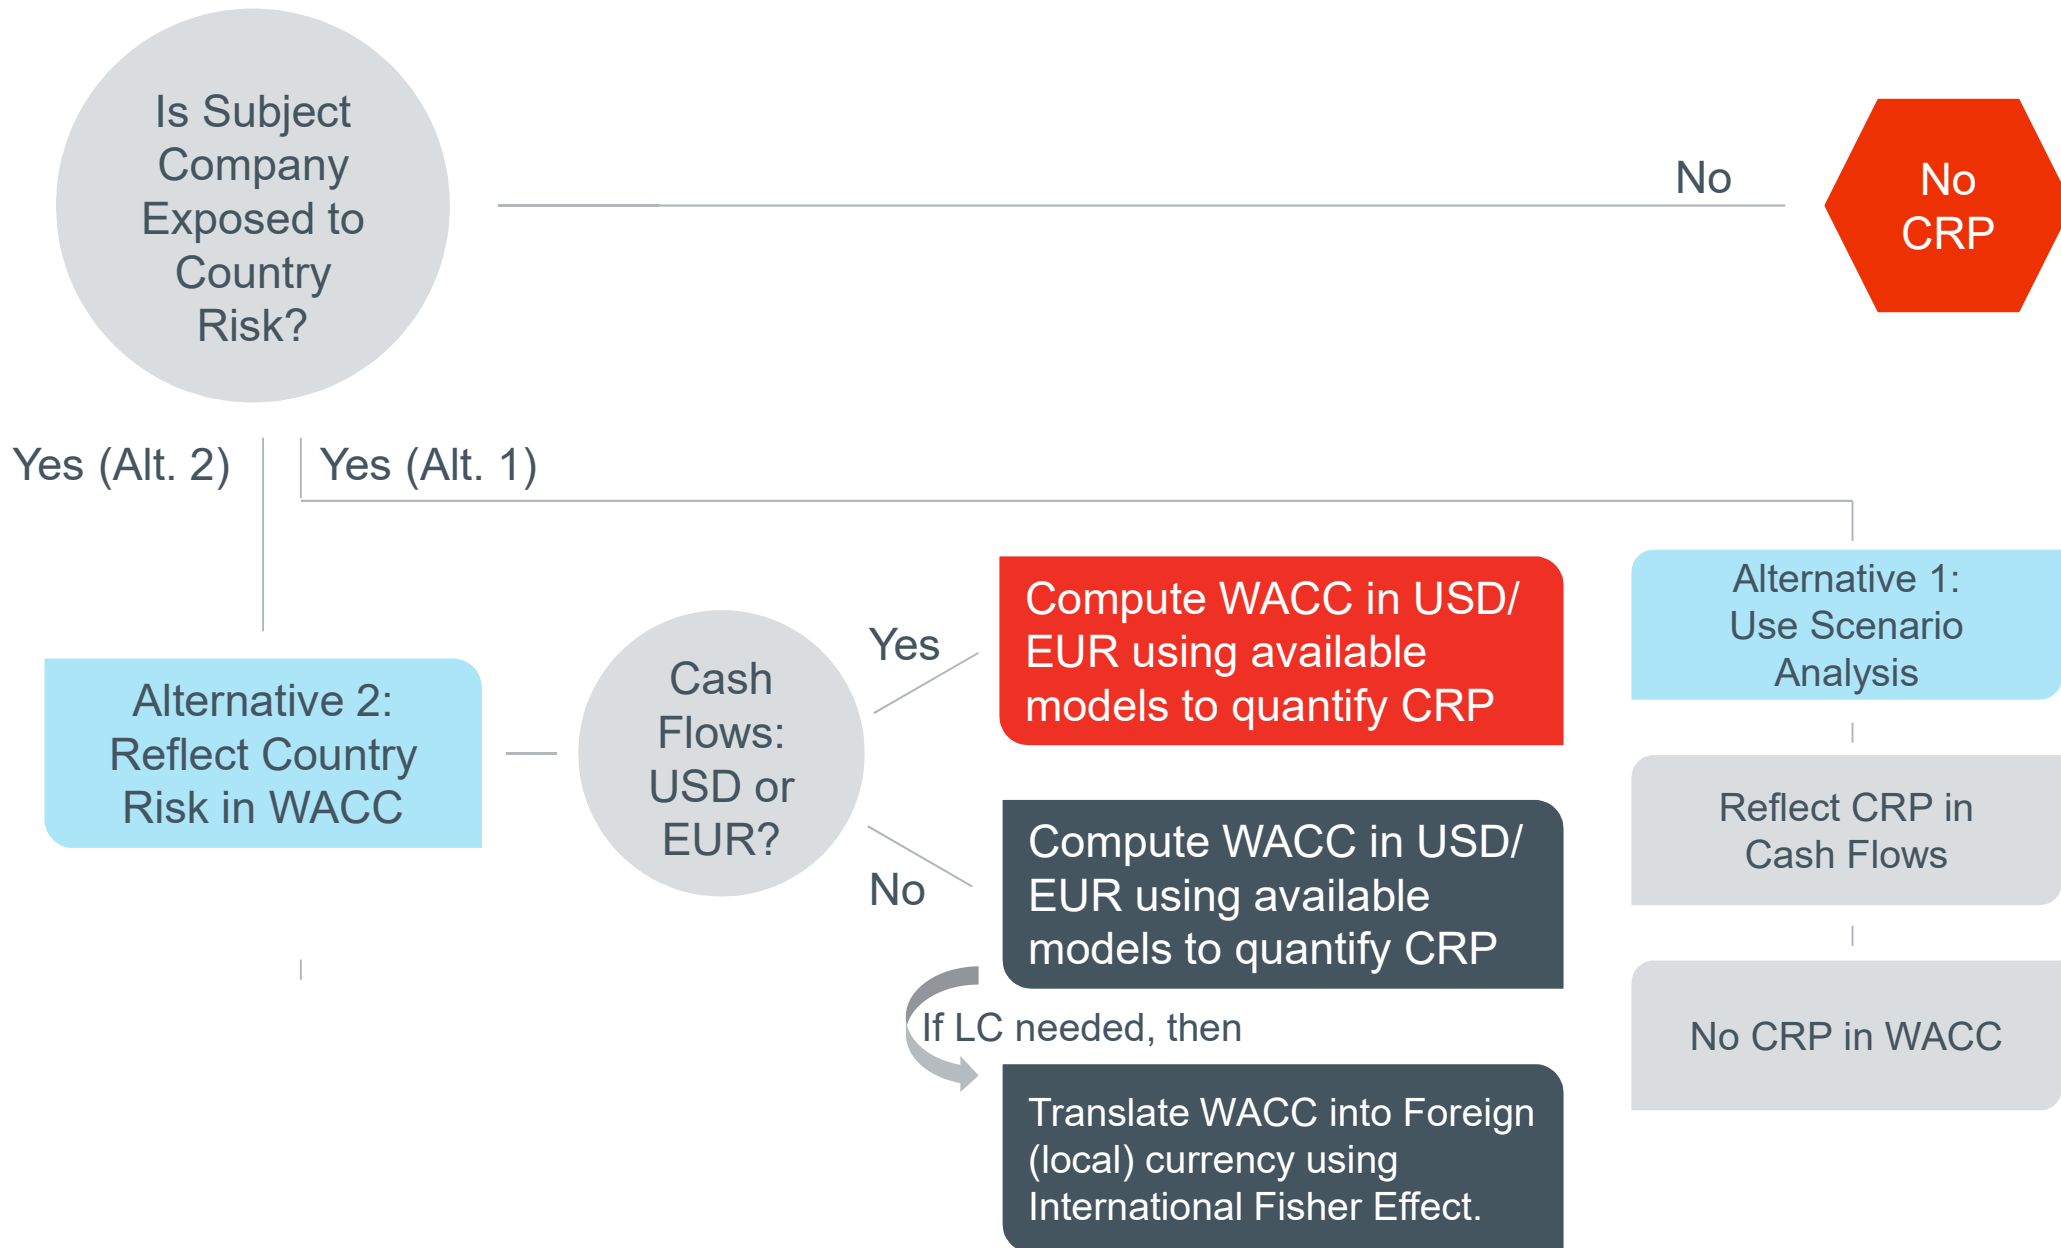 Is Subject
Company
Exposed to
Country
Risk?
No
No
CRP
Yes (Alt. 2)
Yes (Alt. 1)
Alternative 2:
Reflect Country
Risk in WACC
Cash
Flows:
USD or
EUR?
Yes
Compute WACC in USD/
EUR using available
models to quantify CRP
No
Compute WACC in USD/
EUR using available
models to quantify CRP
If LC needed, then
Translate WACC into Foreign
(local) currency using
International Fisher Effect.
Alternative 1:
Use Scenario
Analysis
Reflect CRP in
Cash Flows
No CRP in WACC